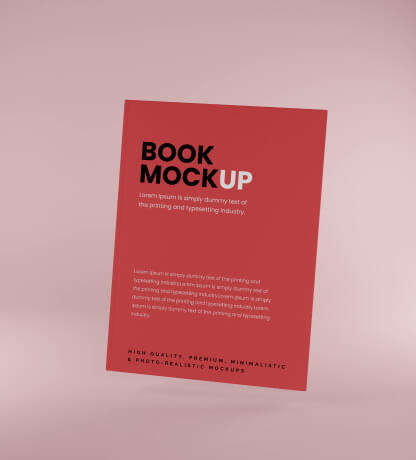 BOOK
MOCKUP
Lorem Ipsum is simply dummy text of
the printing and typesetting industry.
Lorem Ipsum is simply dummy text of the printing and
typesetting industry.Lorem Ipsum is simply dummy text of
the printing and typesetting industry.Lorem Ipsum is simply
dummy text of the printing and typesetting industry.Lorem
Ipsum is simply dummy text of the printing and typesetting
industry.
HIGH QUALITY, PREMIUM, MINIMALISTIC
& PHOTO-REALISTIC MOCKUPS